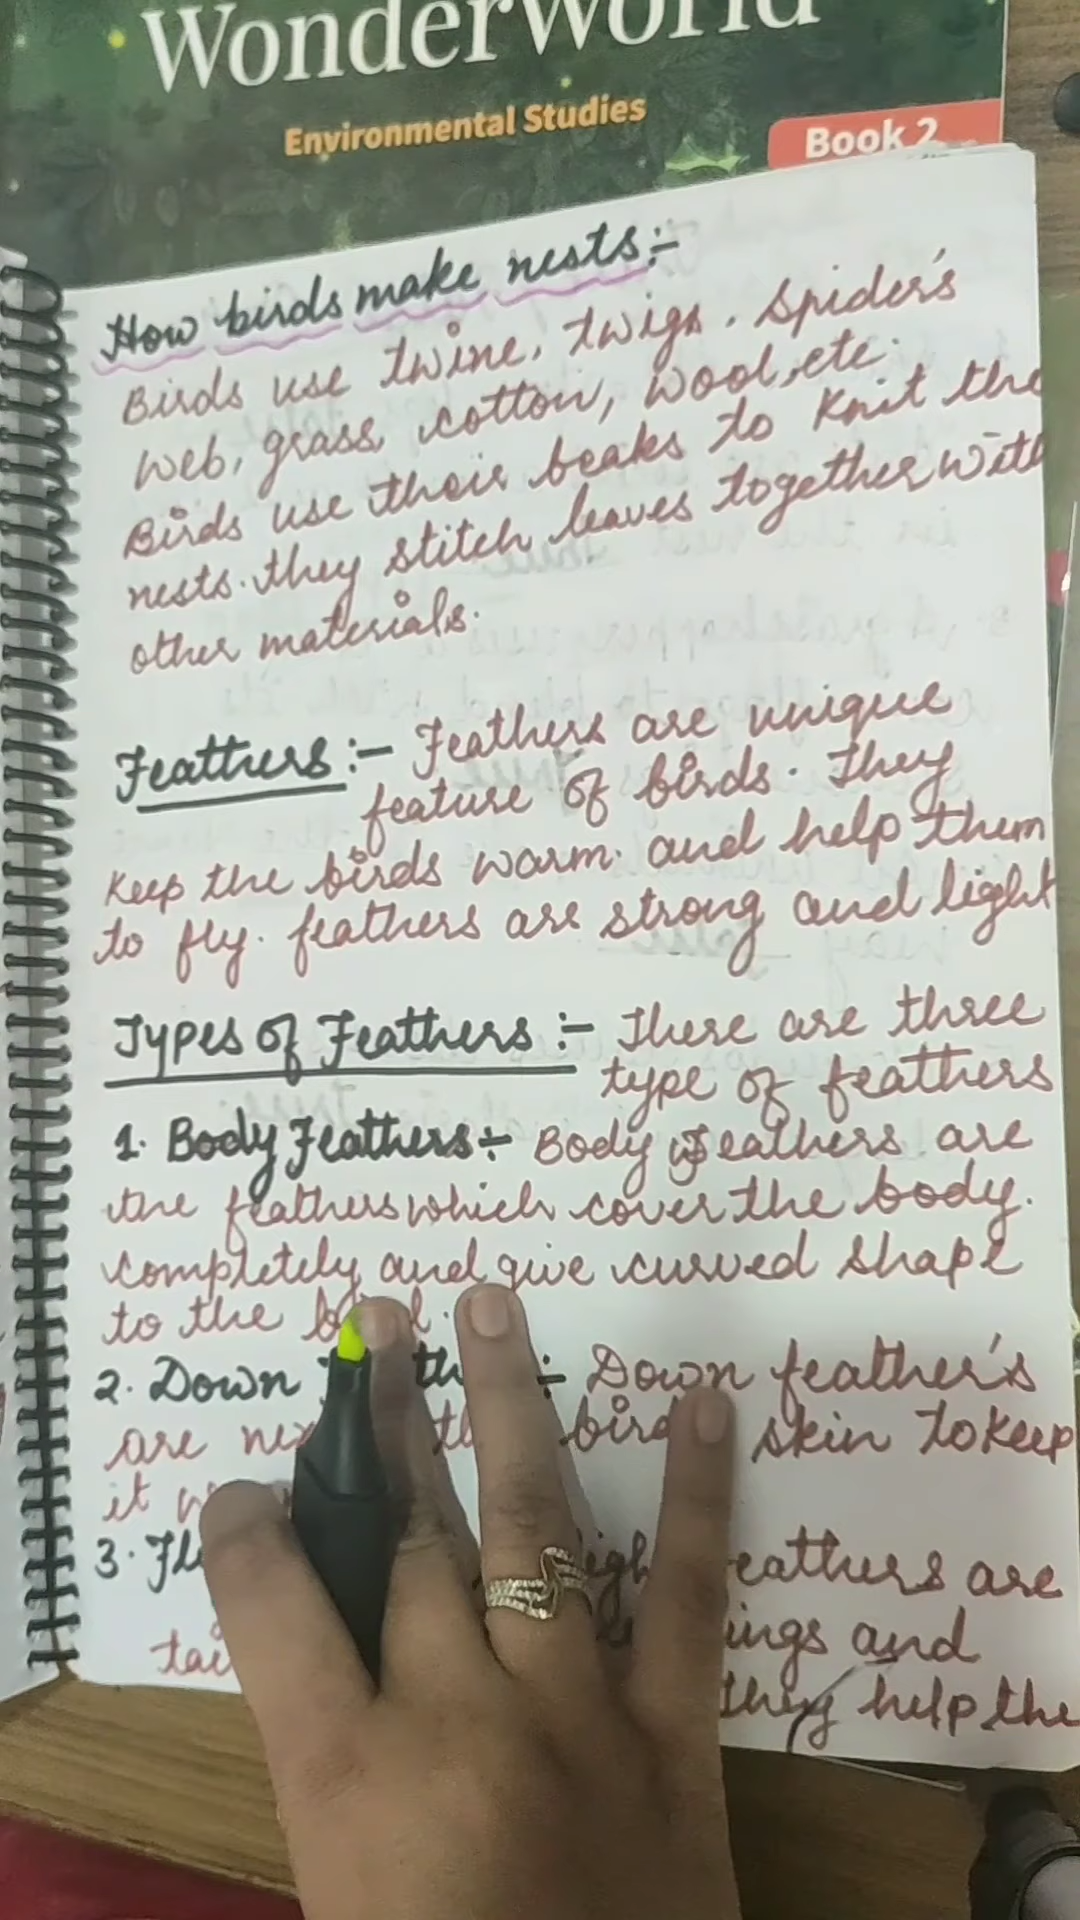 WonderWorld
Environmental Studies
Book 2
How birds make nests:-
Birds use twine, twigs, Spider's
web, grass, cotton, wool, etc.
Birds use their beaks to knit the
nests. they stitch leaves together with
other materials.
Feathers:- Feathers are unique
feature of birds. They
keep the birds warm. and help them
to fly. feathers are strong and light
Types of Feathers:- There are three
type of feathers
1. Body Feathers:- Body feathers are
the feathers which cover the body.
completely and give curved shape
to the
2. Down :- Down feather's
are skin to keep
it
3. are
and
they help the